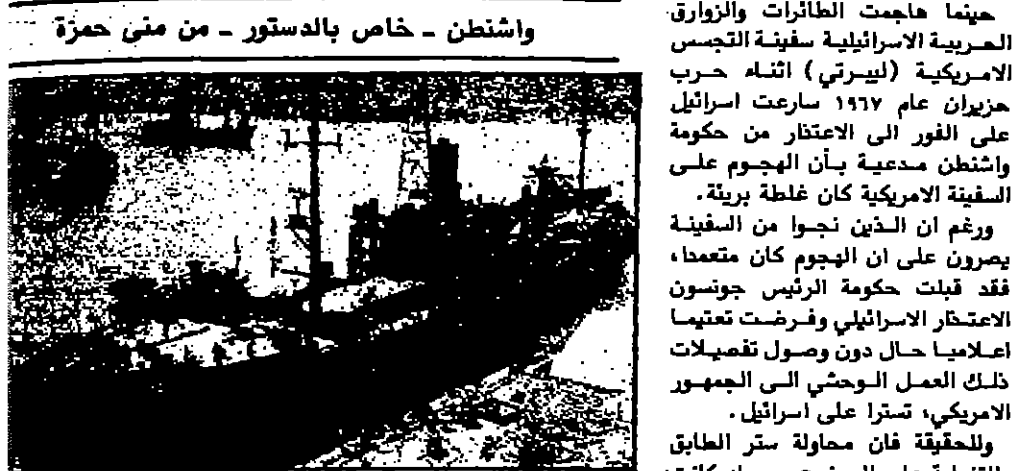 واشنطن ـ خاص بالدستور ـ من منى حمزة
حينما هاجمت الطائرات والزوارق
الحربية الاسرائيلية سفينة التجسس
الامريكية (ليبرتي) اثناء حرب
حزيران عام ١٩٦٧ سارعت اسرائيل
على الفور الى الاعتذار من حكومة
واشنطن مدعية بأن الهجوم على
السفينة الامريكية كان غلطة بريئة.
ورغم ان الذين نجوا من السفينة
يصرون على ان الهجوم كان متعمدا،
فقد قبلت حكومة الرئيس جونسون
الاعتذار الاسرائيلي وفرضت تعتيما
اعلاميا حال دون وصول تفصيلات
ذلك العمل الوحشي الى الجمهور
الامريكي، تسترا على اسرائيل.
وللحقيقة فان محاولة ستر الطابق